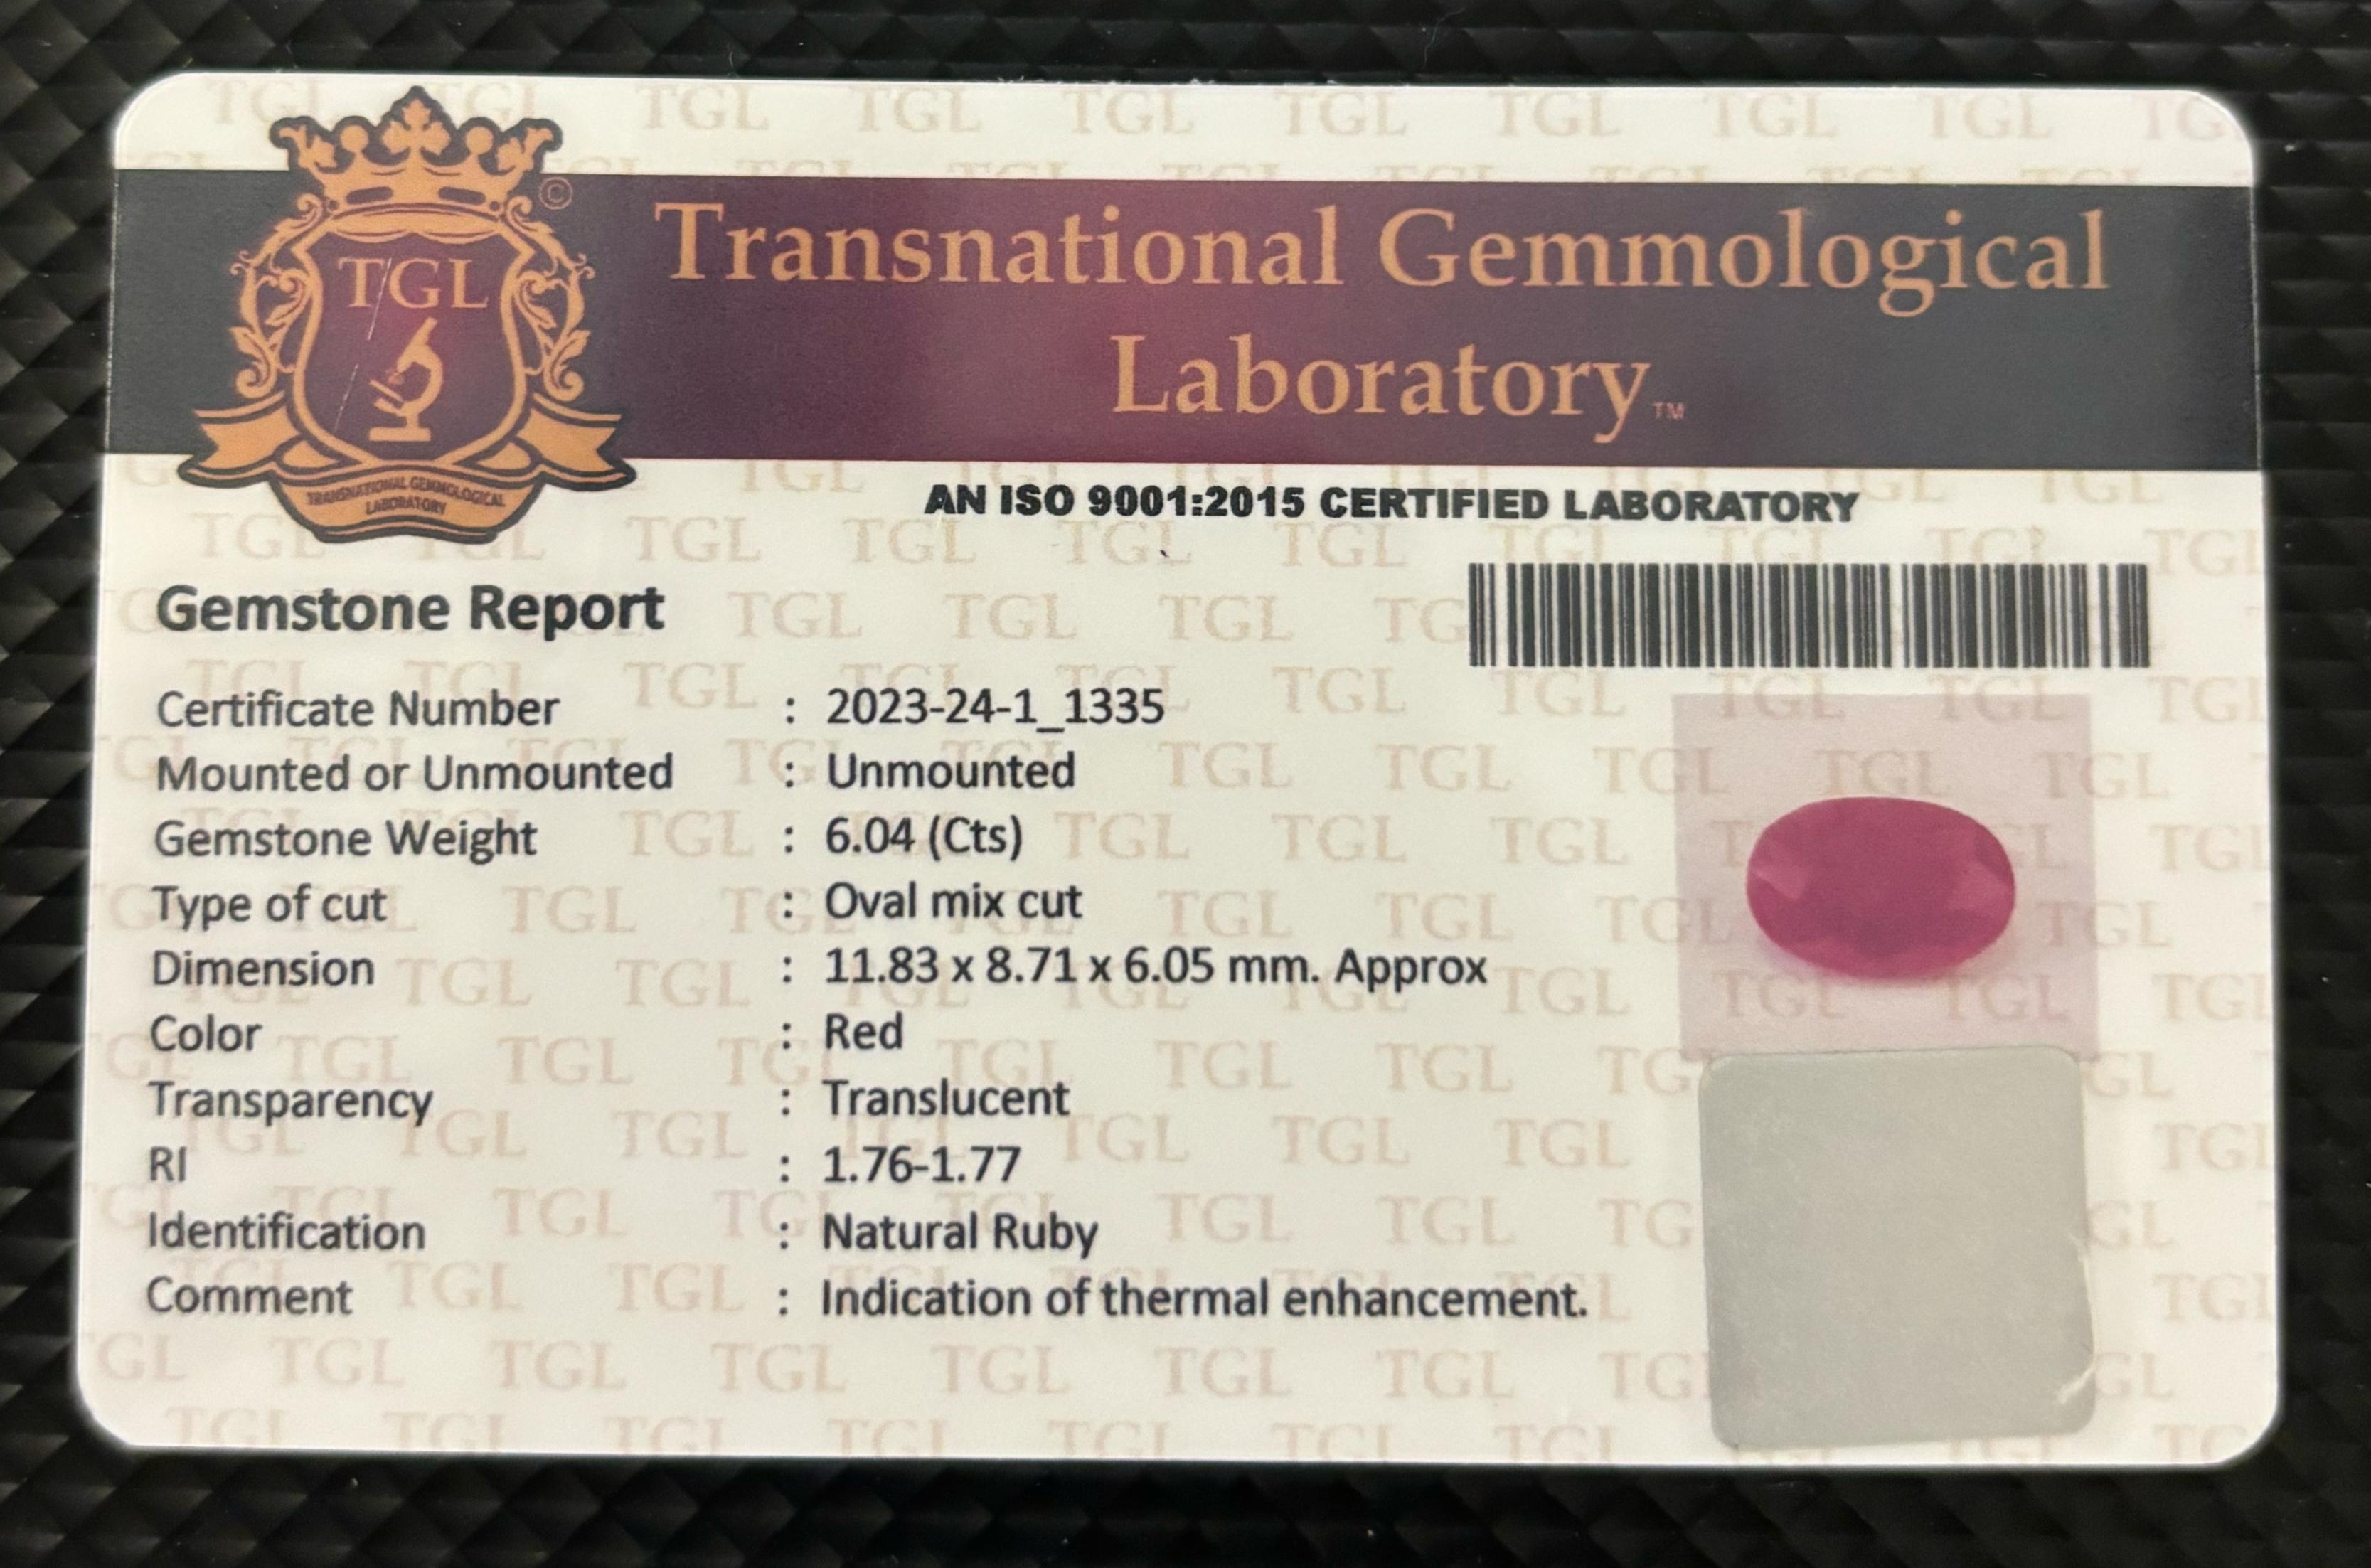 TGL
TRANSNATIONAL GEMMOLOGICAL
LABORATORY
©
Transnational Gemmological
Laboratory™
AN ISO 9001:2015 CERTIFIED LABORATORY
Gemstone Report
Certificate Number : 2023-24-1_1335
Mounted or Unmounted : Unmounted
Gemstone Weight : 6.04 (Cts)
Type of cut : Oval mix cut
Dimension : 11.83 x 8.71 x 6.05 mm. Approx
Color : Red
Transparency : Translucent
RI : 1.76-1.77
Identification : Natural Ruby
Comment : Indication of thermal enhancement.